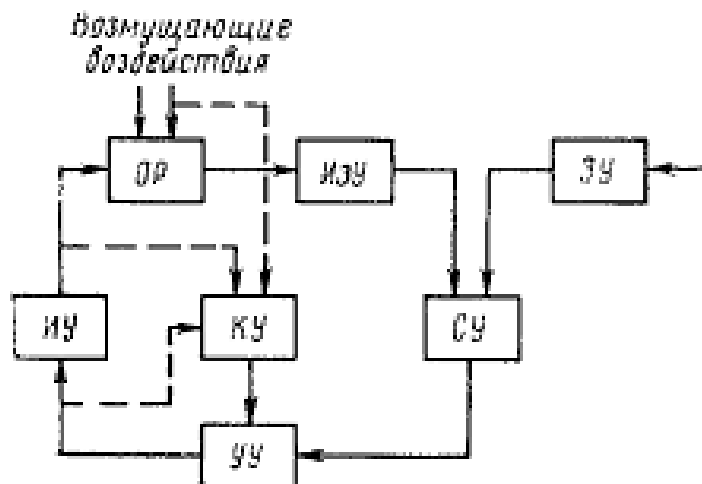 Возмущающие
воздействия
ОР
ИЗУ
ЗУ
ИУ
КУ
СУ
УУ